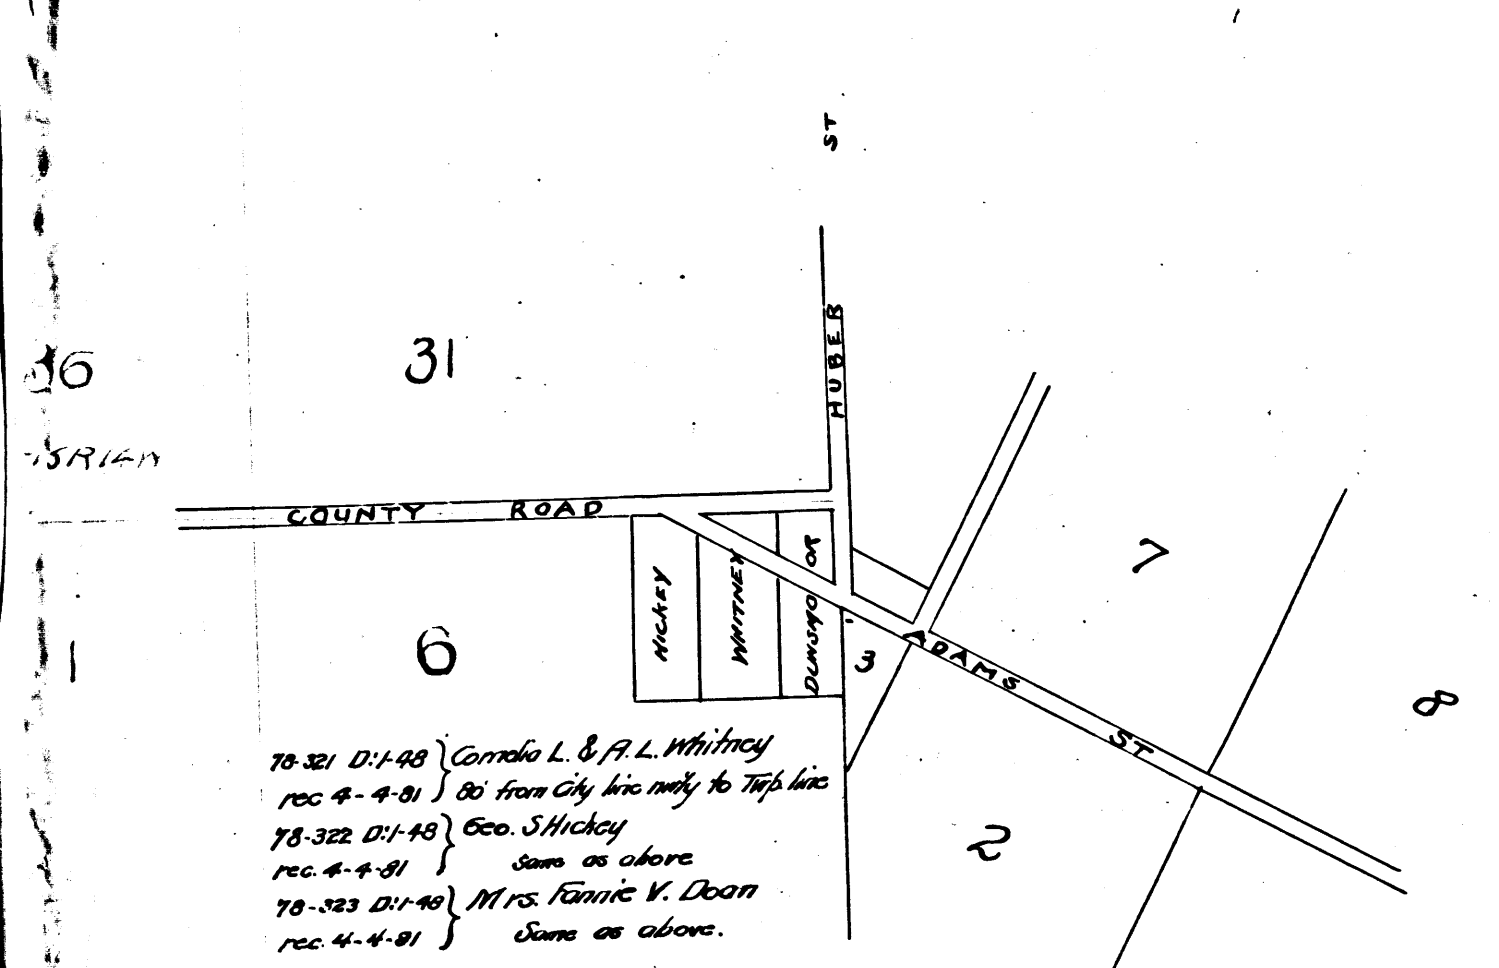 ST
HUBER
36
31
COUNTY ROAD
7
HICKEY
WHITNEY
DUNSMOOR
1
6
3
ADAMS
ST
8
2
78-321 D:1-48 } Cornelia L. & A.L. Whitney
rec 4-4-81 } 80' from City line nw'ly to Twp. line
78-322 D:1-48 } Geo. S Hickey
rec. 4-4-81 } Same as above
78-323 D:1-48 } Mrs. Fannie V. Doan
rec. 4-4-81 } Same as above.